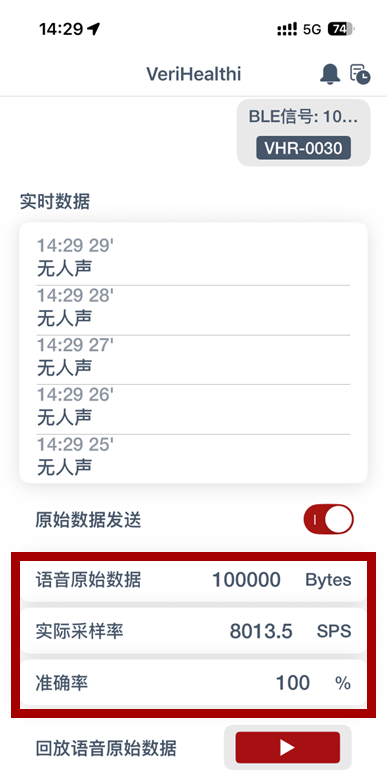 14:29
5G
74
VeriHealthi
BLE信号: 10...
VHR-0030
实时数据
14:29 29'
无人声
14:29 28'
无人声
14:29 27'
无人声
14:29 26'
无人声
14:29 25'
无人声
原始数据发送
语音原始数据 100000 Bytes
实际采样率 8013.5 SPS
准确率 100 %
回放语音原始数据